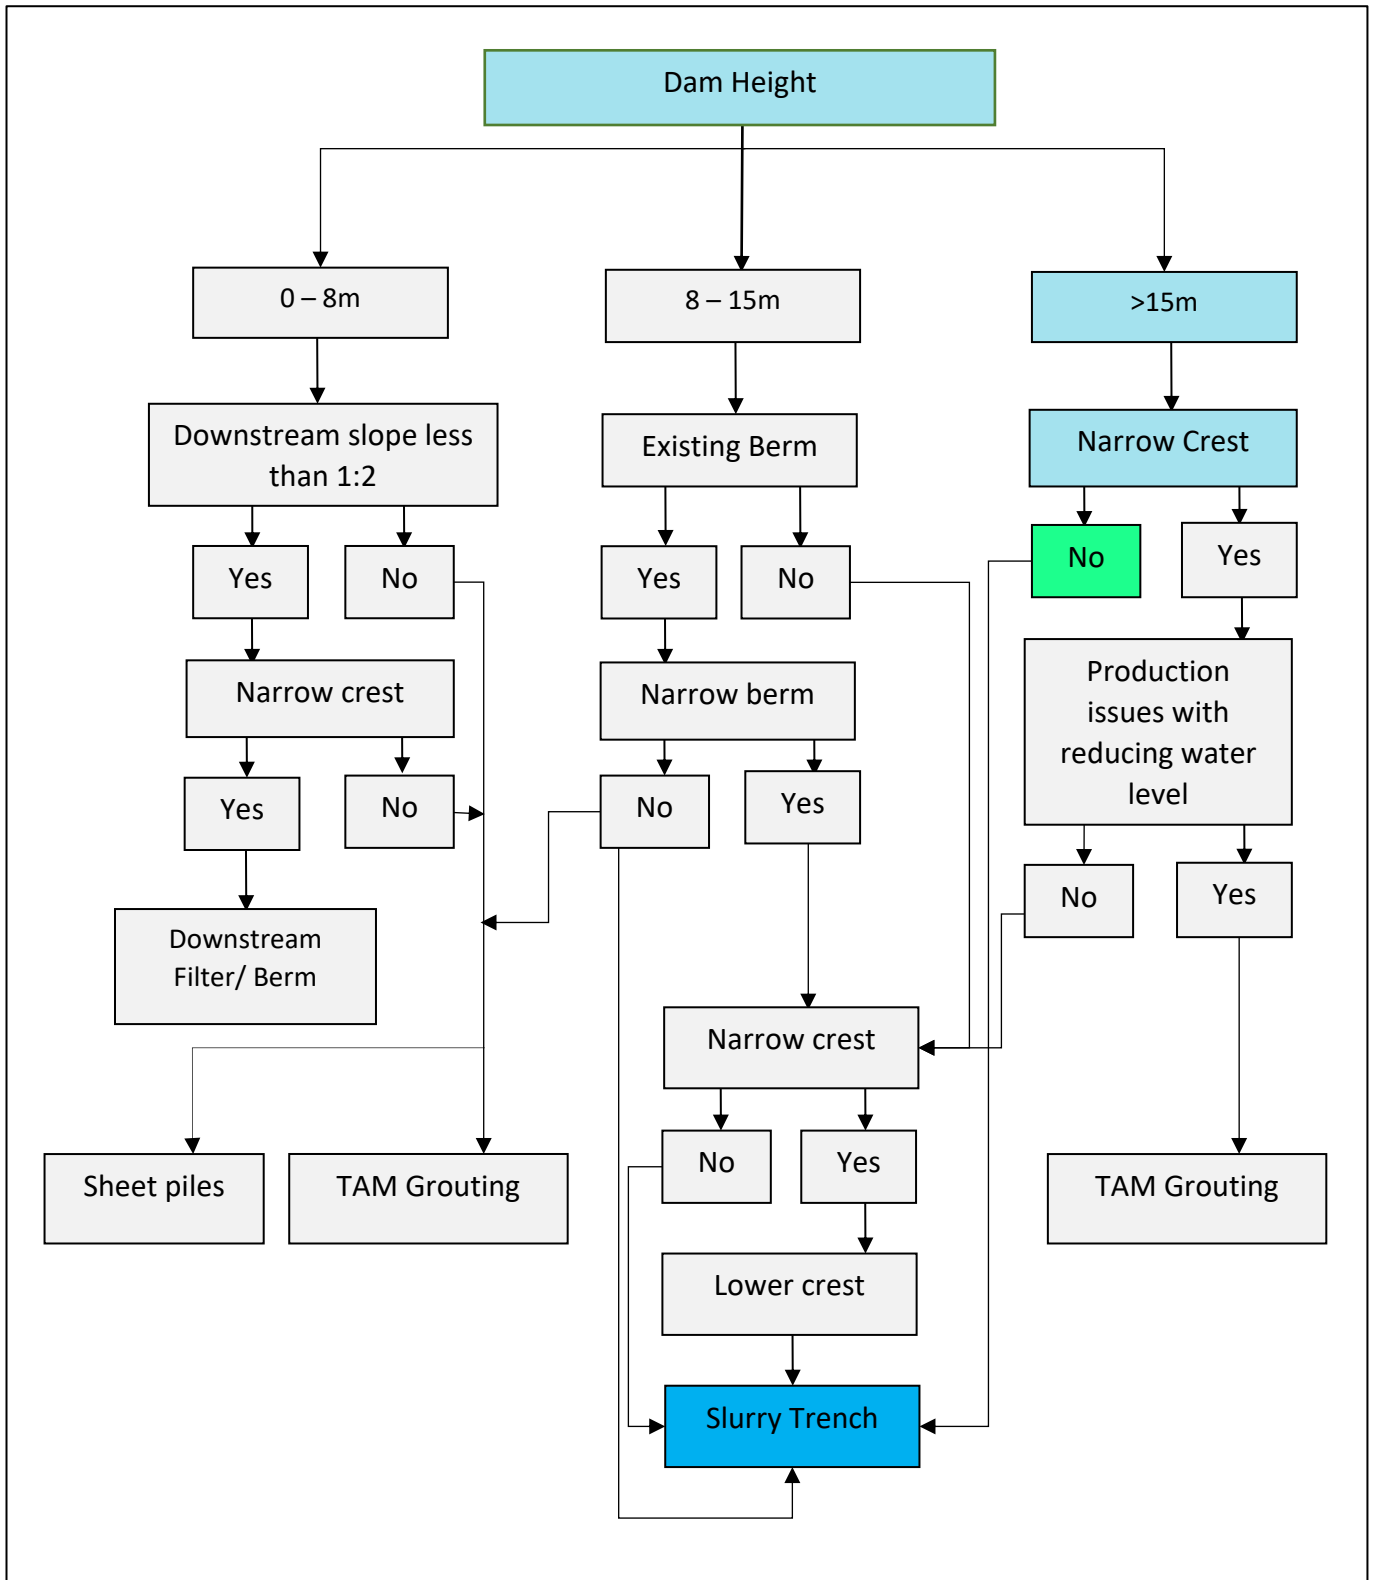 Dam Height
0 – 8m
8 – 15m
>15m
Downstream slope less
than 1:2
Existing Berm
Narrow Crest
Yes
No
Yes
No
No
Yes
Narrow crest
Narrow berm
Production
issues with
reducing water
level
Yes
No
No
Yes
No
Yes
Downstream
Filter/ Berm
Narrow crest
No
Yes
Sheet piles
TAM Grouting
TAM Grouting
Lower crest
Slurry Trench